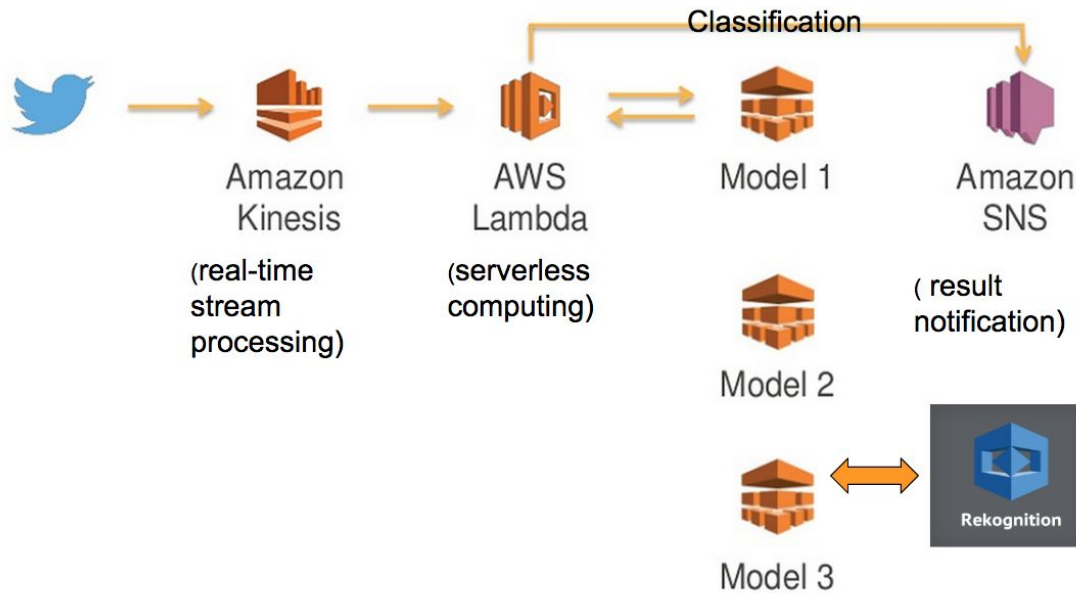 Classification
Amazon
Kinesis
AWS
Lambda
Model 1
Amazon
SNS
(real-time
stream
processing)
(serverless
computing)
( result
notification)
Model 2
Rekognition
Model 3